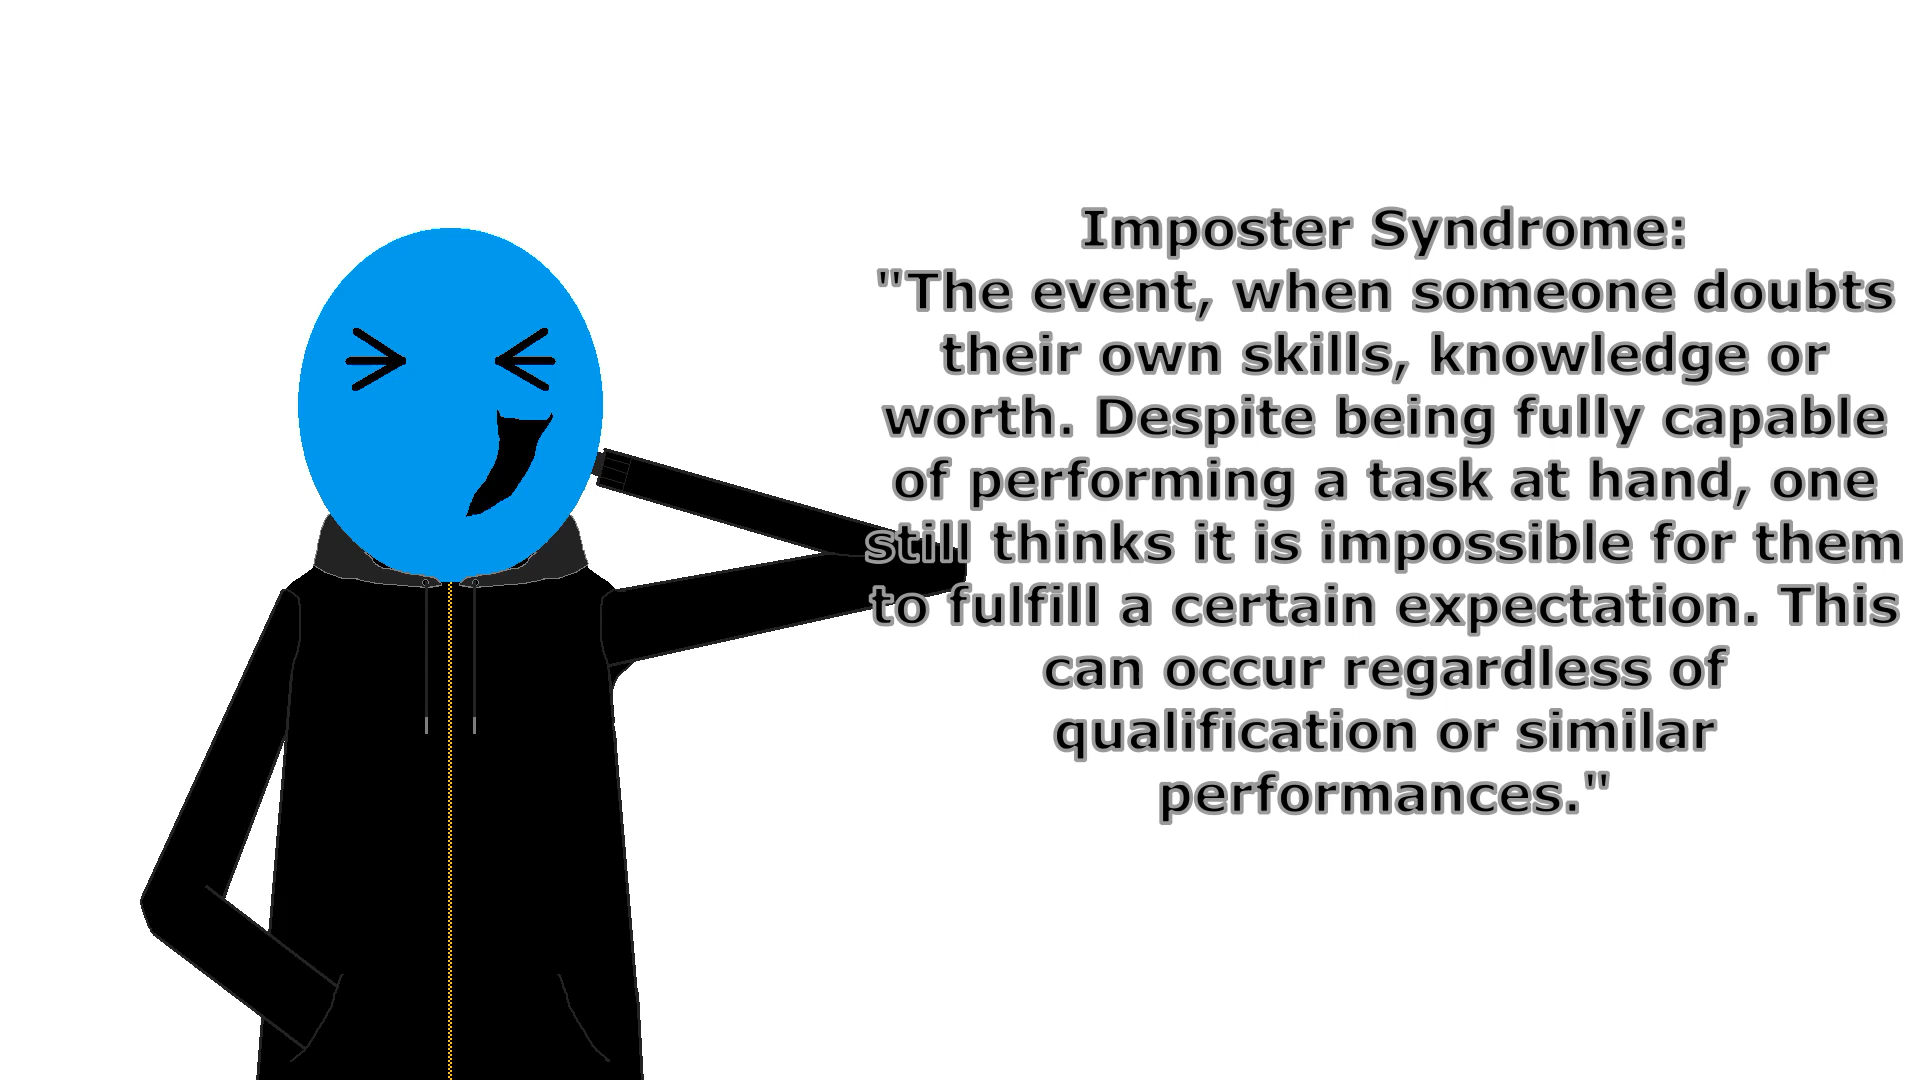 Imposter Syndrome:
"The event, when someone doubts
their own skills, knowledge or
worth. Despite being fully capable
of performing a task at hand, one
still thinks it is impossible for them
to fulfill a certain expectation. This
can occur regardless of
qualification or similar
performances."